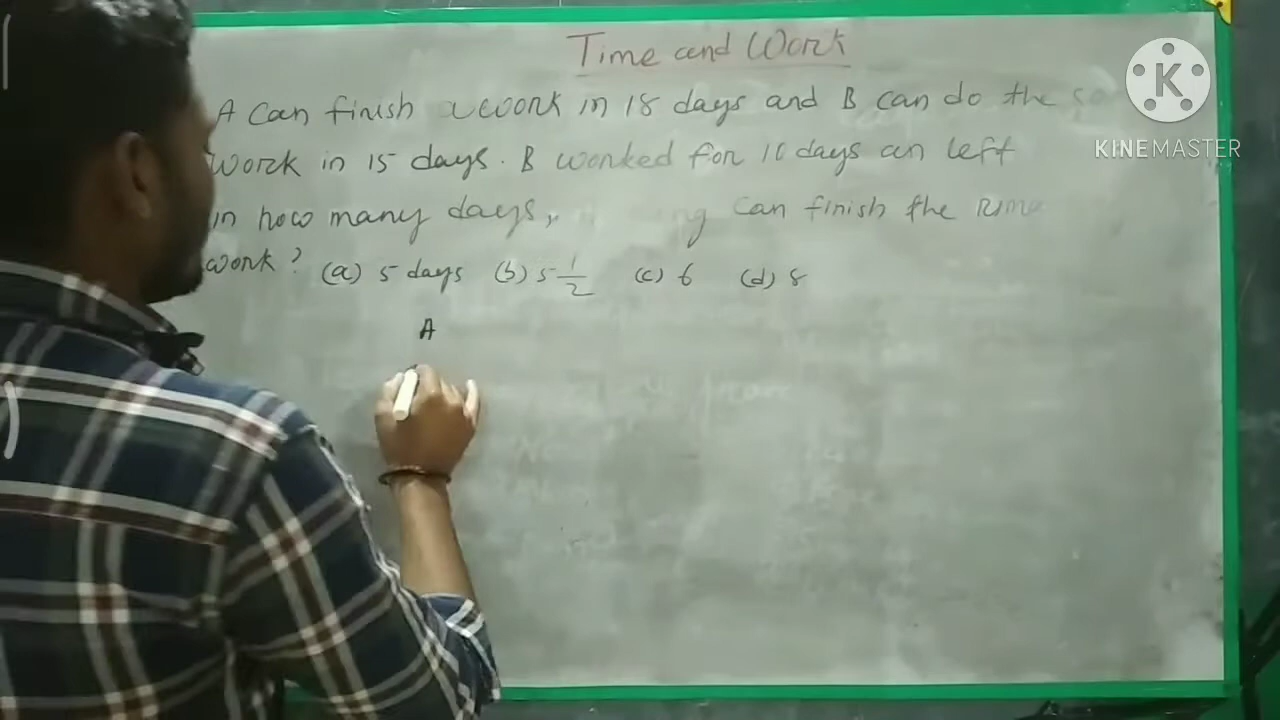 Time and Work
K
KINEMASTER
A can finish a work in 18 days and B can do the
work in 15 days. B worked for 10 days an left
in how many days, can finish the
work? (a) 5 days (b) 5 1/2 (c) 6 (d) 8
A